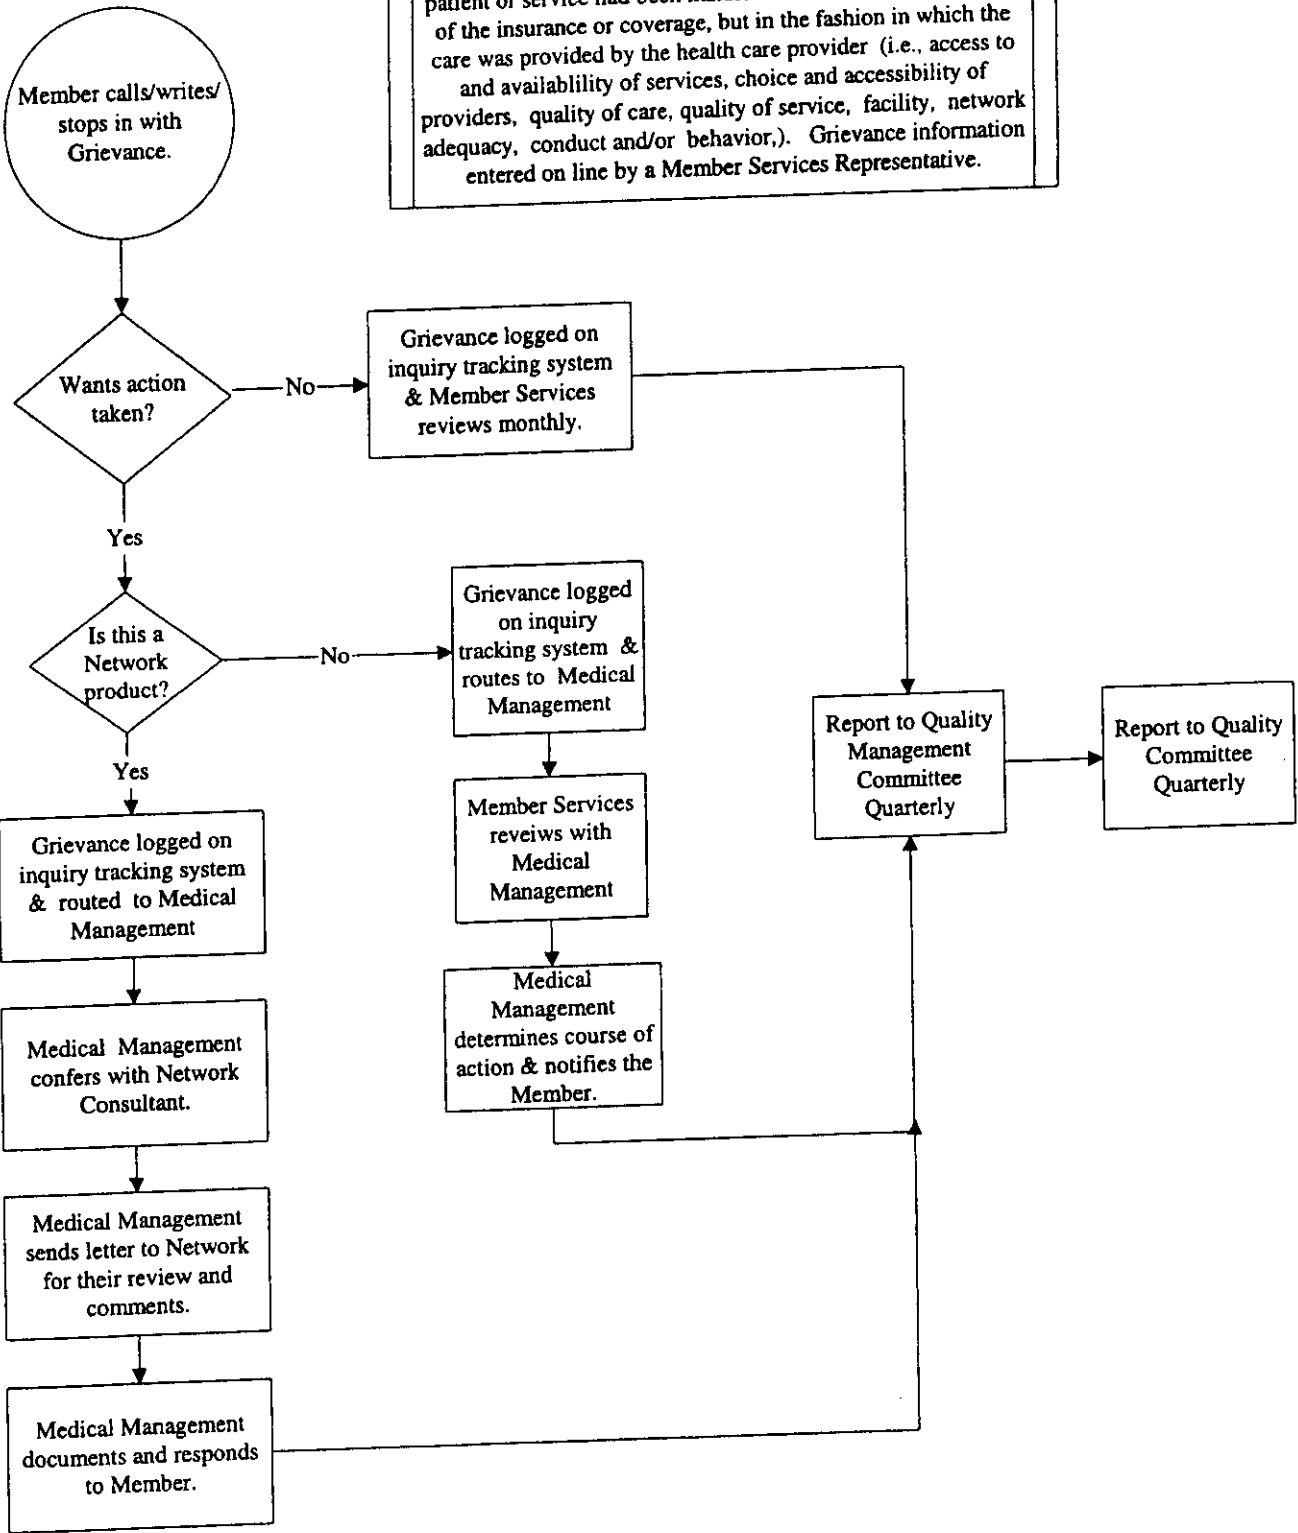 of the insurance or coverage, but in the fashion in which the
care was provided by the health care provider (i.e., access to
and availablility of services, choice and accessibility of
providers, quality of care, quality of service, facility, network
adequacy, conduct and/or behavior,). Grievance information
entered on line by a Member Services Representative.
Member calls/writes/
stops in with
Grievance.
Wants action
taken?
No
Grievance logged on
inquiry tracking system
& Member Services
reviews monthly.
Yes
Is this a
Network
product?
No
Grievance logged
on inquiry
tracking system &
routes to Medical
Management
Member Services
reveiws with
Medical
Management
Medical
Management
determines course of
action & notifies the
Member.
Yes
Grievance logged on
inquiry tracking system
& routed to Medical
Management
Medical Management
confers with Network
Consultant.
Medical Management
sends letter to Network
for their review and
comments.
Medical Management
documents and responds
to Member.
Report to Quality
Management
Committee
Quarterly
Report to Quality
Committee
Quarterly